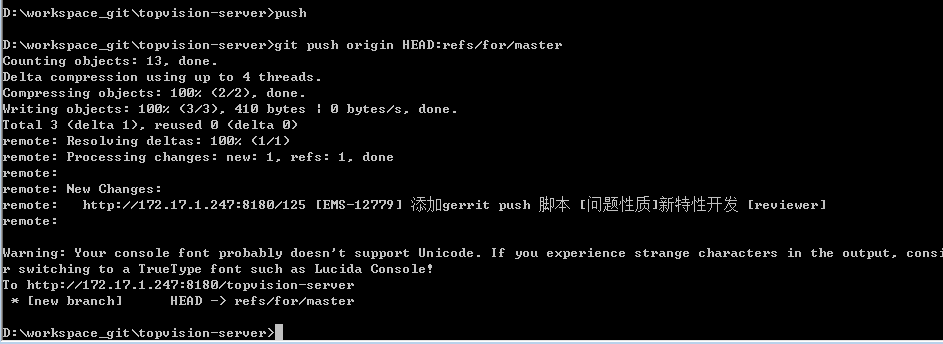 D:\workspace_git\topvision-server>push
D:\workspace_git\topvision-server>git push origin HEAD:refs/for/master
Counting objects: 13, done.
Delta compression using up to 4 threads.
Compressing objects: 100% (2/2), done.
Writing objects: 100% (3/3), 410 bytes | 0 bytes/s, done.
Total 3 (delta 1), reused 0 (delta 0)
remote: Resolving deltas: 100% (1/1)
remote: Processing changes: new: 1, refs: 1, done
remote:
remote: New Changes:
remote:   http://172.17.1.247:8180/125 [EMS-12779] 添加gerrit push 脚本 [问题性质]新特性开发 [reviewer]
remote:
Warning: Your console font probably doesn't support Unicode. If you experience strange characters in the output, consi
r switching to a TrueType font such as Lucida Console!
To http://172.17.1.247:8180/topvision-server
 * [new branch]      HEAD -> refs/for/master
D:\workspace_git\topvision-server>